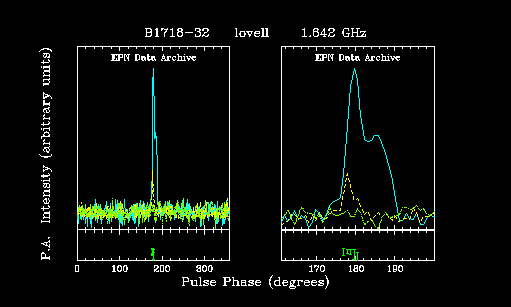 B1718-32 lovell 1.642 GHz
EPN Data Archive EPN Data Archive
P.A. Intensity (arbitrary units)
0 100 200 300 170 180 190
Pulse Phase (degrees)